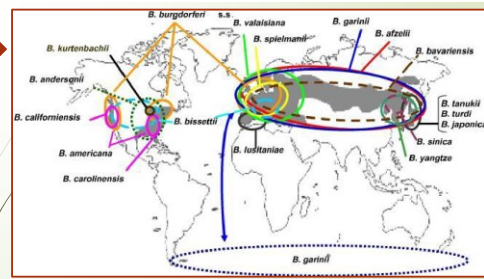 B. burgdorferi s.s.
B. valaisiana
B. garinii
B. spielmanii
B. afzelii
B. kurtenbachii
B. bavariensis
B. andersonii
B. californiensis
B. bissettii
B. tanukii
B. turdi
B. japonica
B. americana
B. lusitaniae
B. sinica
B. carolinensis
B. yangtze
B. garinii